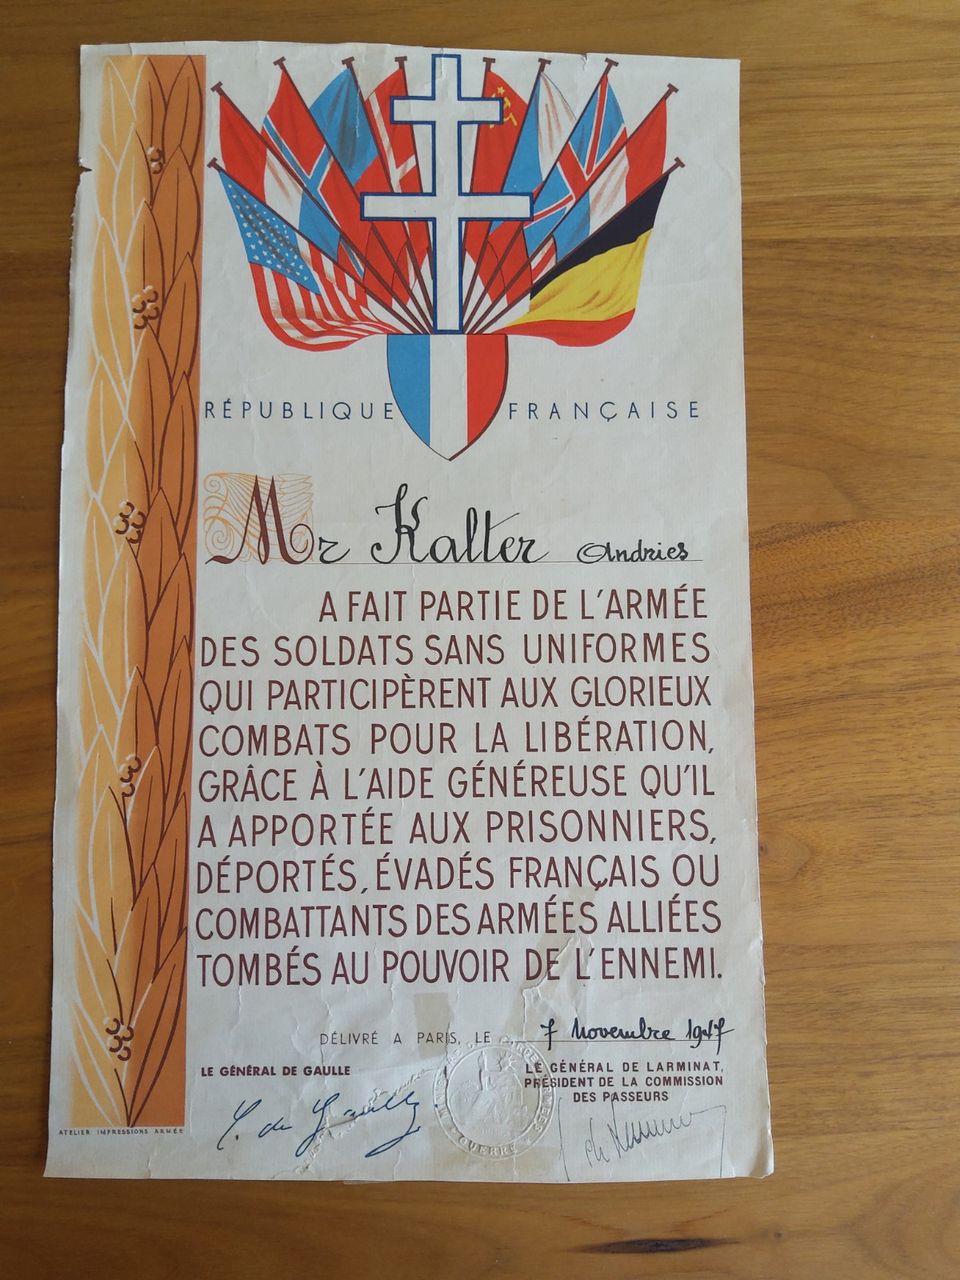 RÉPUBLIQUE FRANÇAISE
Mr Kalter Andries
A FAIT PARTIE DE L'ARMÉE
DES SOLDATS SANS UNIFORMES
QUI PARTICIPÈRENT AUX GLORIEUX
COMBATS POUR LA LIBÉRATION,
GRÂCE À L'AIDE GÉNÉREUSE QU'IL
A APPORTÉE AUX PRISONNIERS,
DÉPORTÉS, ÉVADÉS FRANÇAIS OU
COMBATTANTS DES ARMÉES ALLIÉES
TOMBÉS AU POUVOIR DE L'ENNEMI.
DÉLIVRÉ A PARIS, LE 7 Novembre 1947
LE GÉNÉRAL DE GAULLE
C. de Gaulle
LE GÉNÉRAL DE LARMINAT,
PRÉSIDENT DE LA COMMISSION
DES PASSEURS
GUERRE
ATELIER IMPRESSIONS ARMÉE